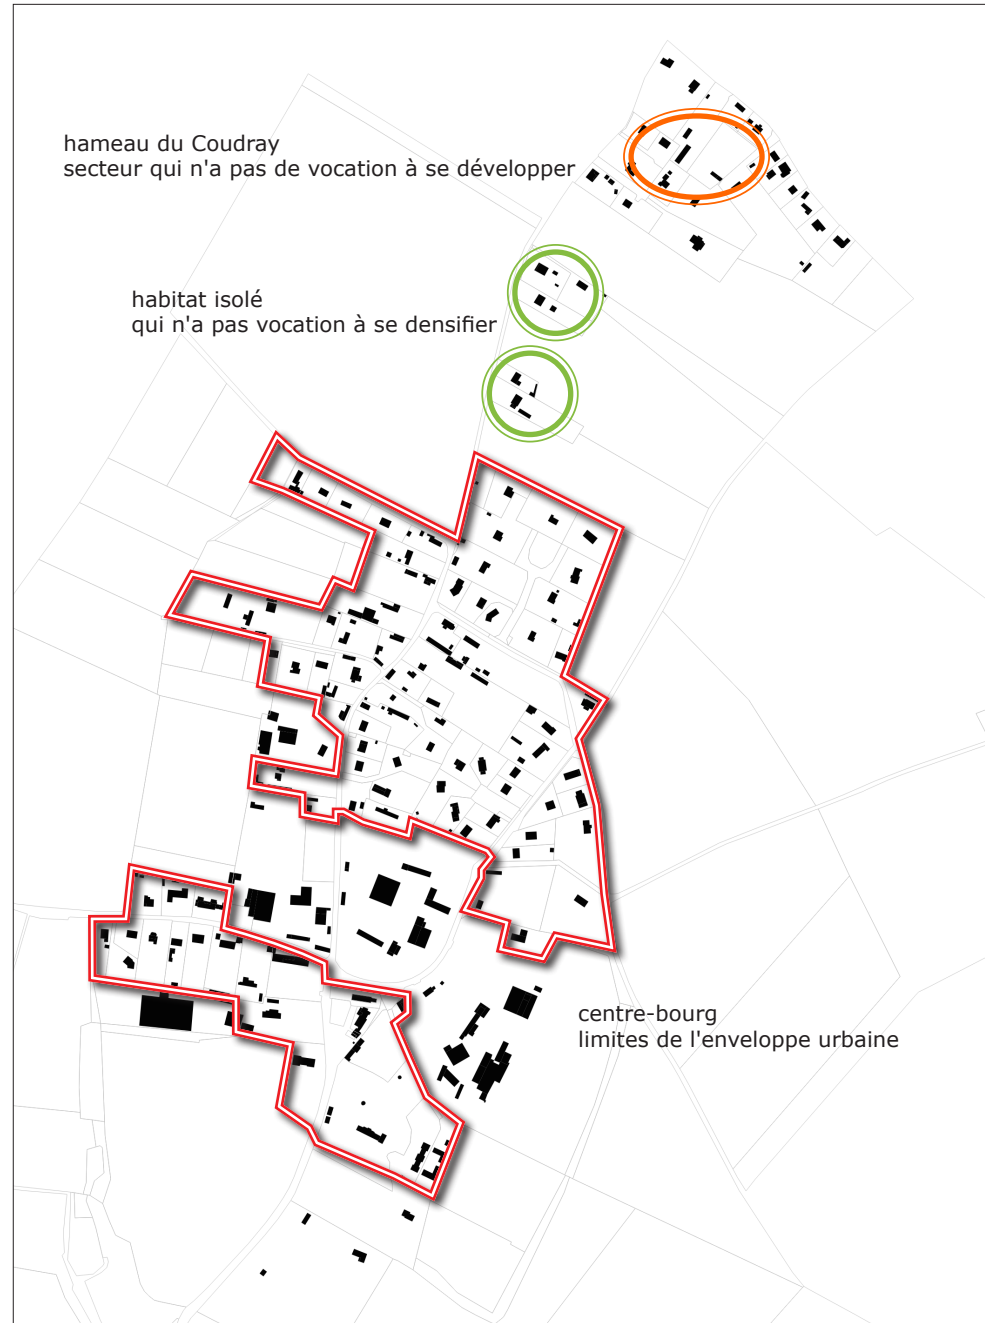 hameau du Coudray
secteur qui n'a pas de vocation à se développer
habitat isolé
qui n'a pas vocation à se densifier
centre-bourg
limites de l'enveloppe urbaine